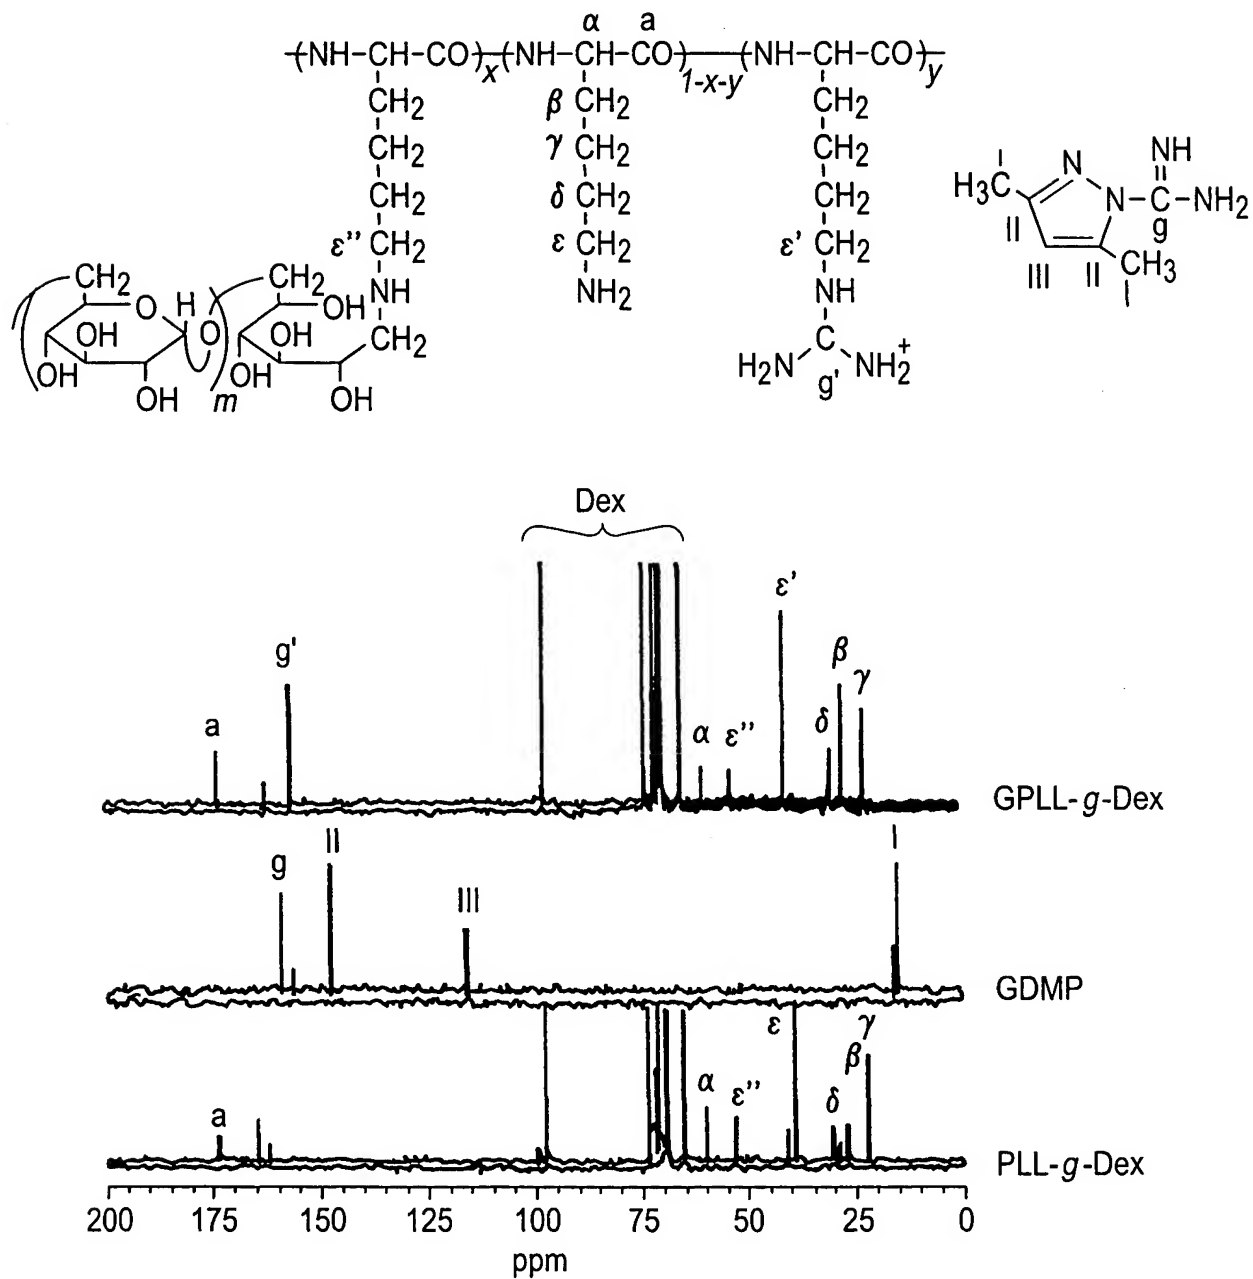 α a
(NH-CH-CO)x(NH-CH-CO)1-x-y(NH-CH-CO)y
CH2 β CH2 CH2
CH2 γ CH2 CH2 NH
CH2 δ CH2 CH2 H3C N N-C-NH2
ε'' CH2 ε CH2 ε' CH2 II g
CH2 O H CH2 OH NH NH2 NH III II CH3
I I
OH O OH CH2 C
OH OH H2N NH2+
OH m OH g'
Dex
g' a α ε'' ε' δ β γ
GPLL-g-Dex
g II III I
GDMP
a α ε'' ε δ β γ
PLL-g-Dex
200 175 150 125 100 75 50 25 0
ppm